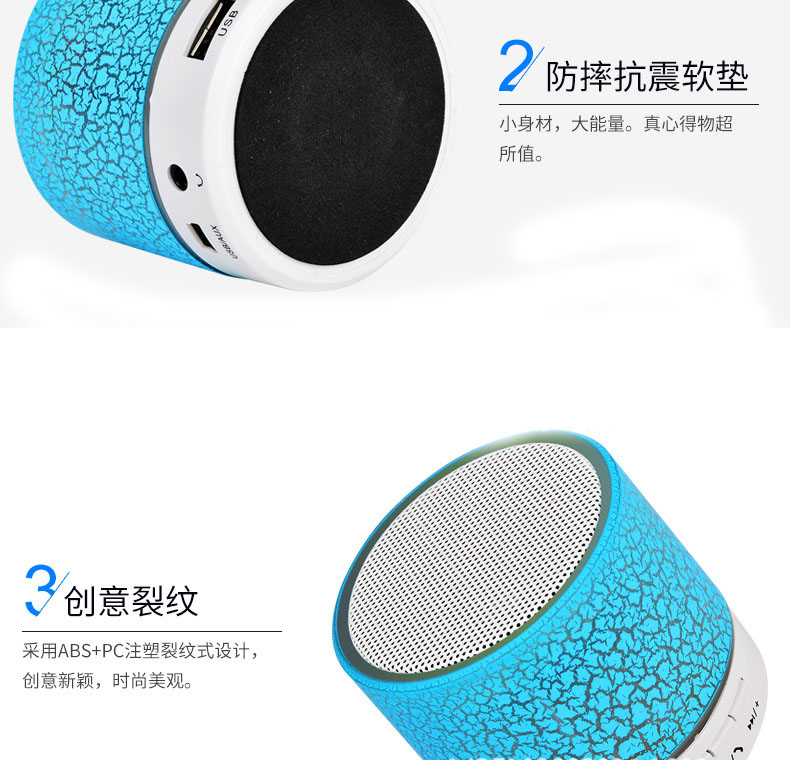 USB
2 防摔抗震软垫
小身材，大能量。真心得物超
所值。
USB/AUX
3 创意裂纹
采用ABS+PC注塑裂纹式设计，
创意新颖，时尚美观。
+/⏮